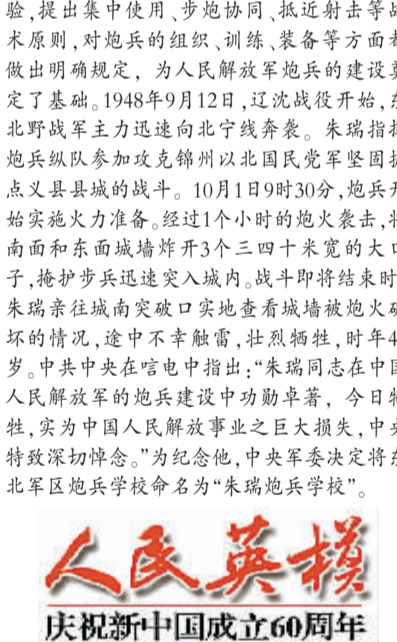 验,提出集中使用、步炮协同、抵近射击等战
术原则,对炮兵的组织、训练、装备等方面都
做出明确规定，为人民解放军炮兵的建设奠
定了基础。1948年9月12日,辽沈战役开始,东
北野战军主力迅速向北宁线奔袭。朱瑞指挥
炮兵纵队参加攻克锦州以北国民党军坚固据
点义县县城的战斗。10月1日9时30分,炮兵开
始实施火力准备。经过1个小时的炮火袭击,将
南面和东面城墙炸开3个三四十米宽的大口
子,掩护步兵迅速突入城内。战斗即将结束时,
朱瑞亲往城南突破口实地查看城墙被炮火破
坏的情况,途中不幸触雷,壮烈牺牲,时年4
岁。中共中央在唁电中指出:“朱瑞同志在中国
人民解放军的炮兵建设中功勋卓著，今日牺
牲,实为中国人民解放事业之巨大损失,中央
特致深切悼念。”为纪念他,中央军委决定将东
北军区炮兵学校命名为“朱瑞炮兵学校”。
人民英模
庆祝新中国成立60周年